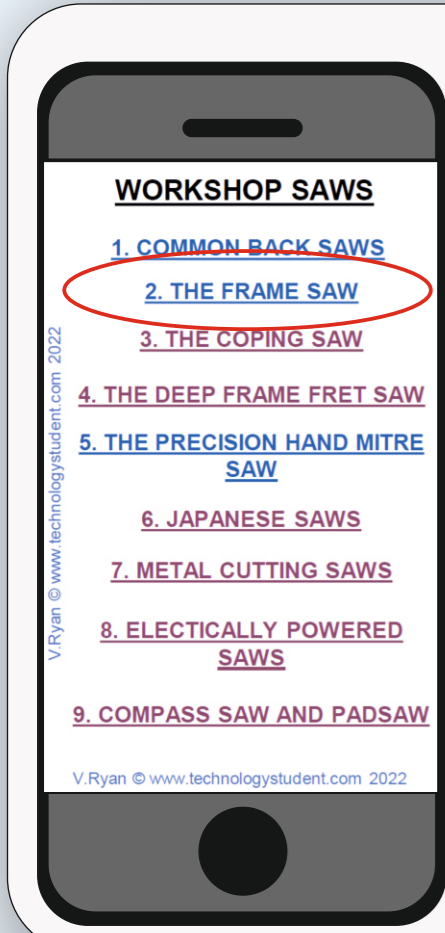 WORKSHOP SAWS
1. COMMON BACK SAWS
2. THE FRAME SAW
3. THE COPING SAW
4. THE DEEP FRAME FRET SAW
5. THE PRECISION HAND MITRE
SAW
6. JAPANESE SAWS
7. METAL CUTTING SAWS
8. ELECTICALLY POWERED
SAWS
9. COMPASS SAW AND PADSAW
V.Ryan © www.technologystudent.com 2022
V.Ryan © www.technologystudent.com 2022